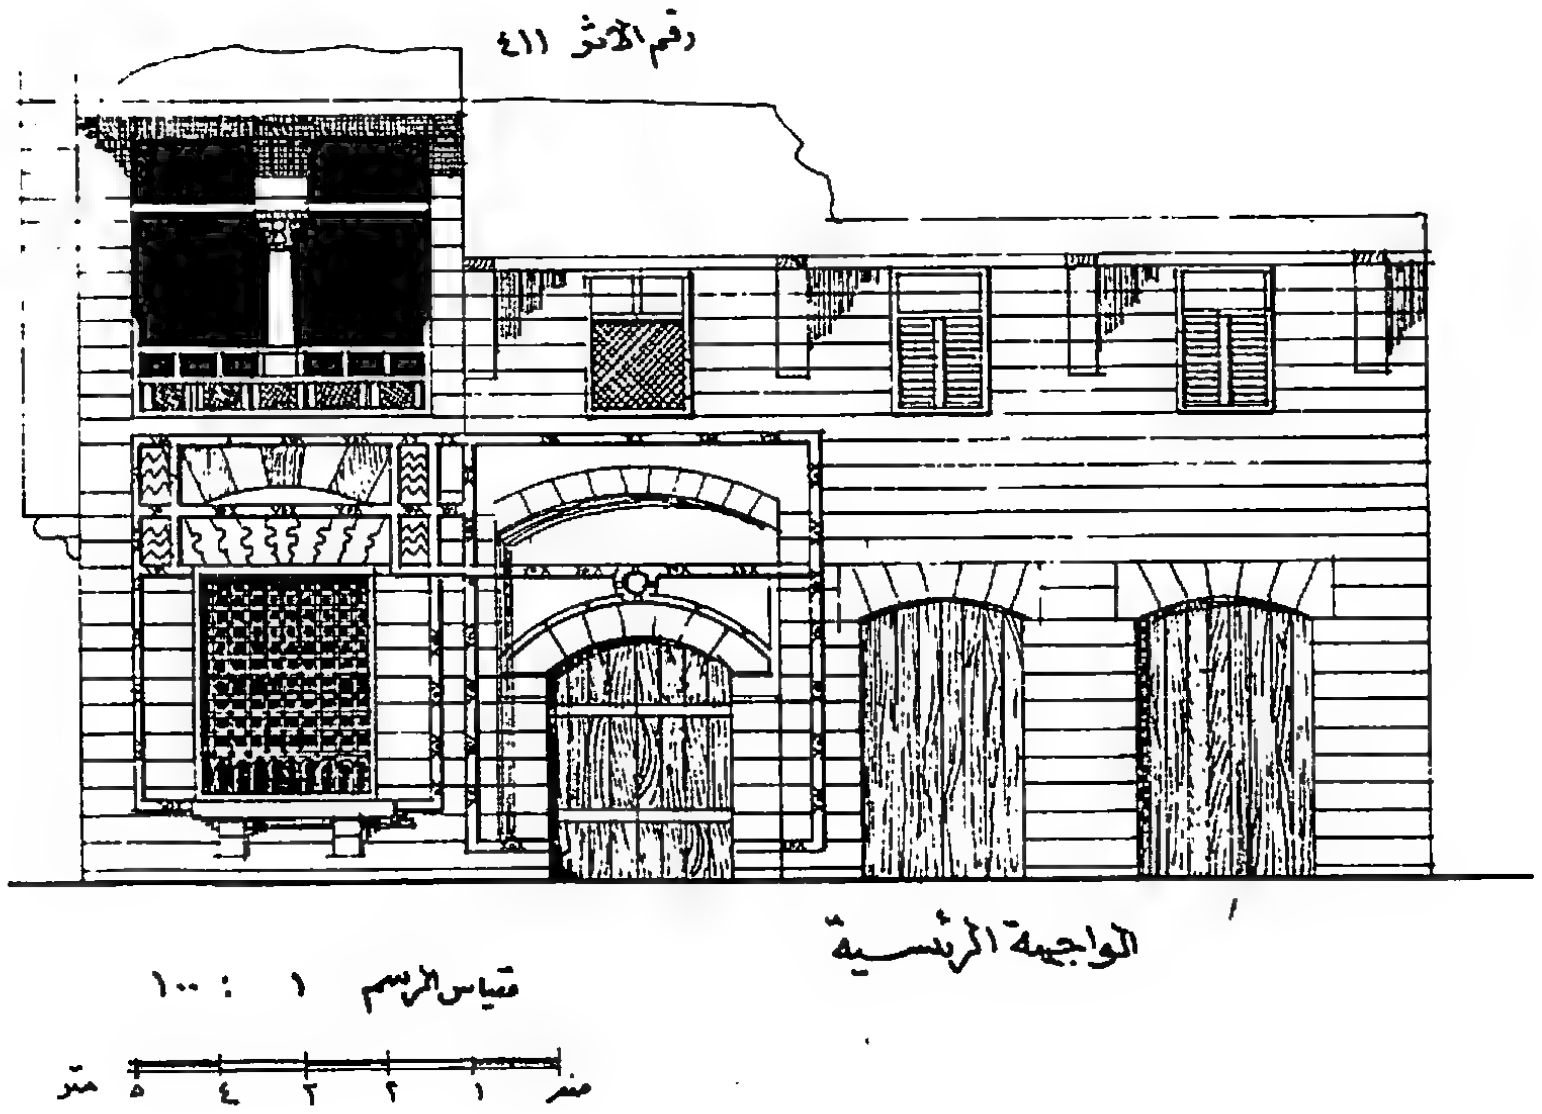 رقم الاثر ٤١١
الواجهة الرئيسية
مقياس الرسم ١ : ١٠٠
متر ٥ ٤ ٣ ٢ ١ صفر